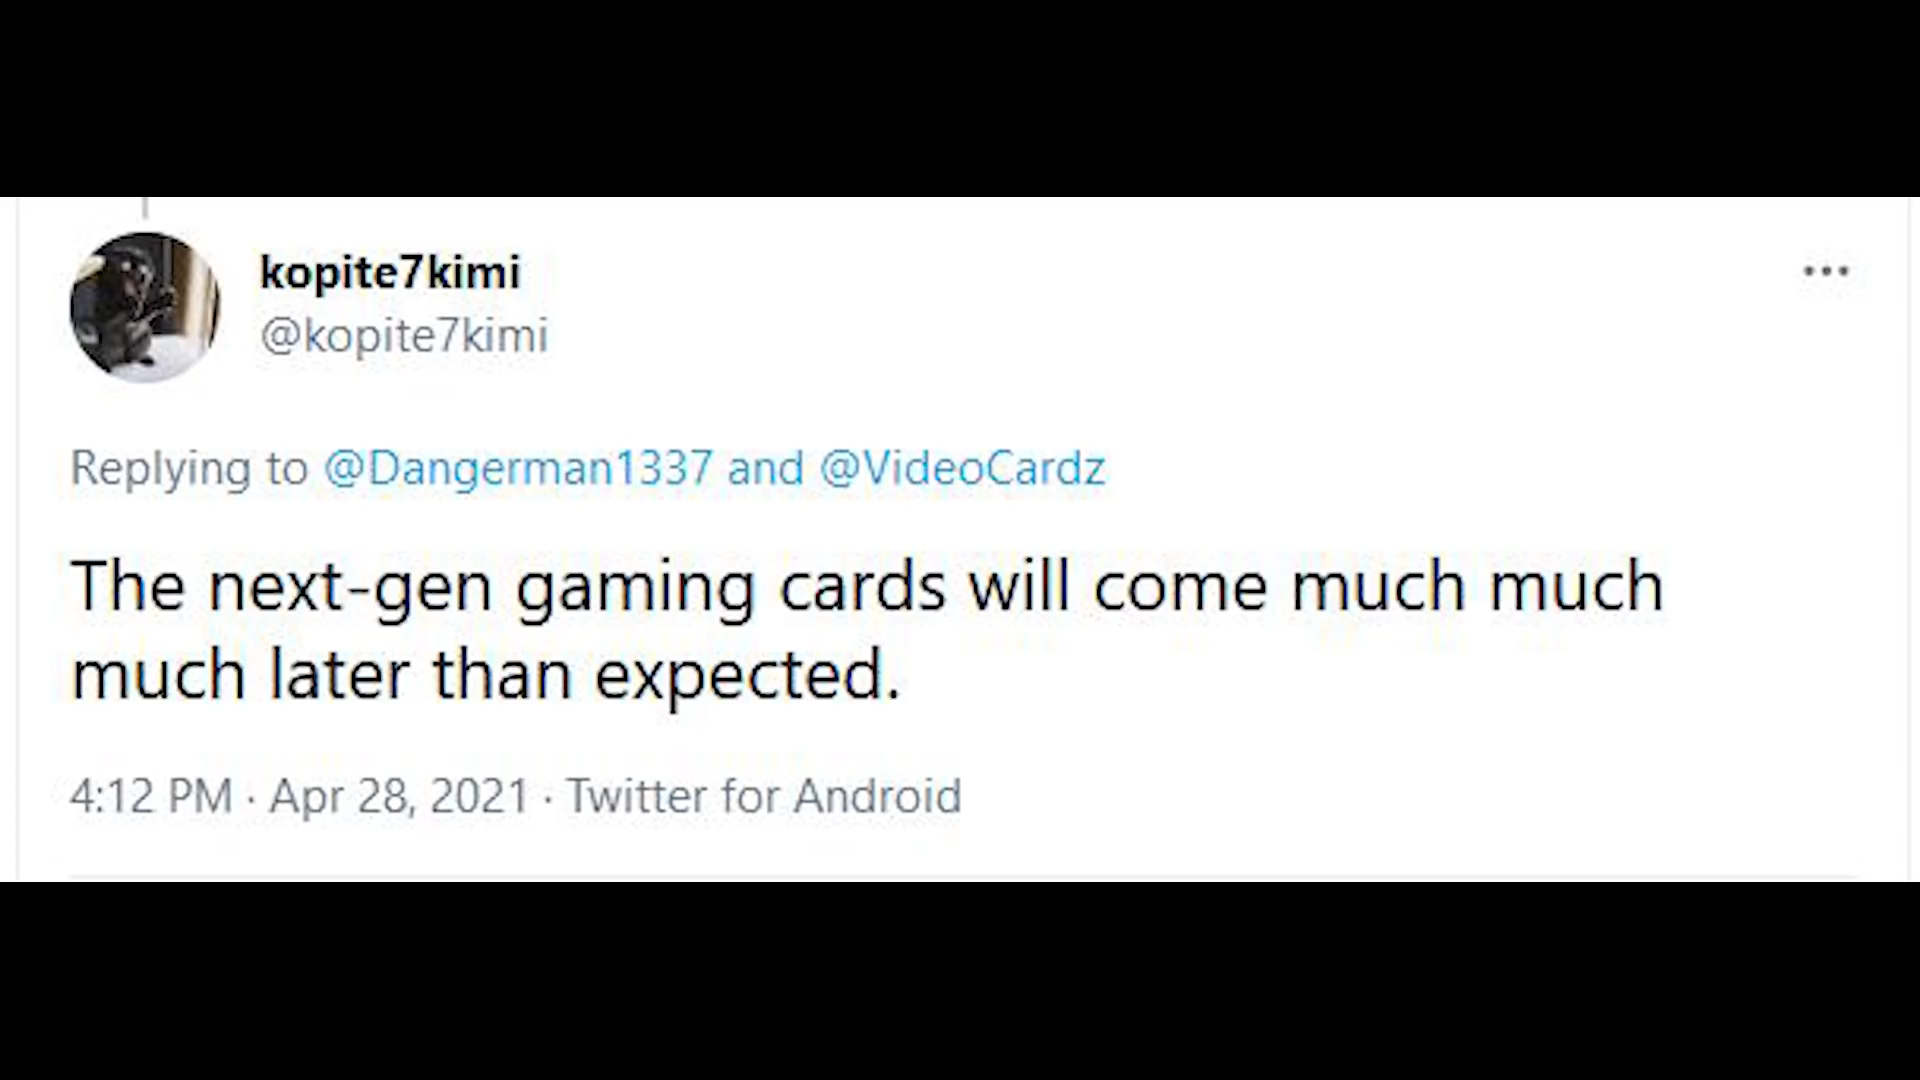 kopite7kimi
@kopite7kimi
Replying to @Dangerman1337 and @VideoCardz
The next-gen gaming cards will come much much
much later than expected.
4:12 PM · Apr 28, 2021 · Twitter for Android